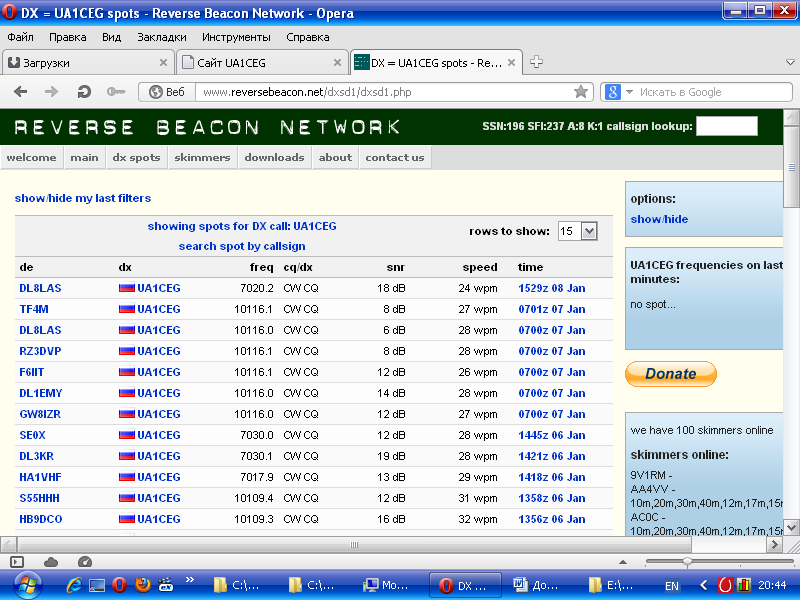 DX = UA1CEG spots - Reverse Beacon Network - Opera
Файл Правка Вид Закладки Инструменты Справка
Загрузки Сайт UA1CEG DX = UA1CEG spots - Re...
Веб www.reversebeacon.net/dxsd1/dxsd1.php Искать в Google
REVERSE BEACON NETWORK SSN:196 SFI:237 A:8 K:1 callsign lookup:
welcome main dx spots skimmers downloads about contact us
show/hide my last filters
showing spots for DX call: UA1CEG
search spot by callsign
rows to show: 15
de dx freq cq/dx snr speed time
DL8LAS UA1CEG 7020.2 CW CQ 18 dB 24 wpm 1529z 08 Jan
TF4M UA1CEG 10116.1 CW CQ 8 dB 27 wpm 0701z 07 Jan
DL8LAS UA1CEG 10116.0 CW CQ 6 dB 28 wpm 0700z 07 Jan
RZ3DVP UA1CEG 10116.1 CW CQ 8 dB 28 wpm 0700z 07 Jan
F6IIT UA1CEG 10116.1 CW CQ 12 dB 26 wpm 0700z 07 Jan
DL1EMY UA1CEG 10116.0 CW CQ 14 dB 28 wpm 0700z 07 Jan
GW8IZR UA1CEG 10116.0 CW CQ 12 dB 27 wpm 0700z 07 Jan
SE0X UA1CEG 7030.0 CW CQ 12 dB 28 wpm 1445z 06 Jan
DL3KR UA1CEG 7030.1 CW CQ 19 dB 28 wpm 1421z 06 Jan
HA1VHF UA1CEG 7017.9 CW CQ 13 dB 29 wpm 1418z 06 Jan
S55HHH UA1CEG 10109.4 CW CQ 12 dB 31 wpm 1358z 06 Jan
HB9DCO UA1CEG 10109.3 CW CQ 16 dB 32 wpm 1356z 06 Jan
options:
show/hide
UA1CEG frequencies on last
minutes:
no spot...
Donate
we have 100 skimmers online
skimmers online:
9V1RM -
AA4VV -
10m,20m,30m,40m,12m,17m,15m
AC0C -
10m,20m,30m,40m,12m,17m,15m
C:\... C:\... Mo... DX ... До... E:\... EN 20:44